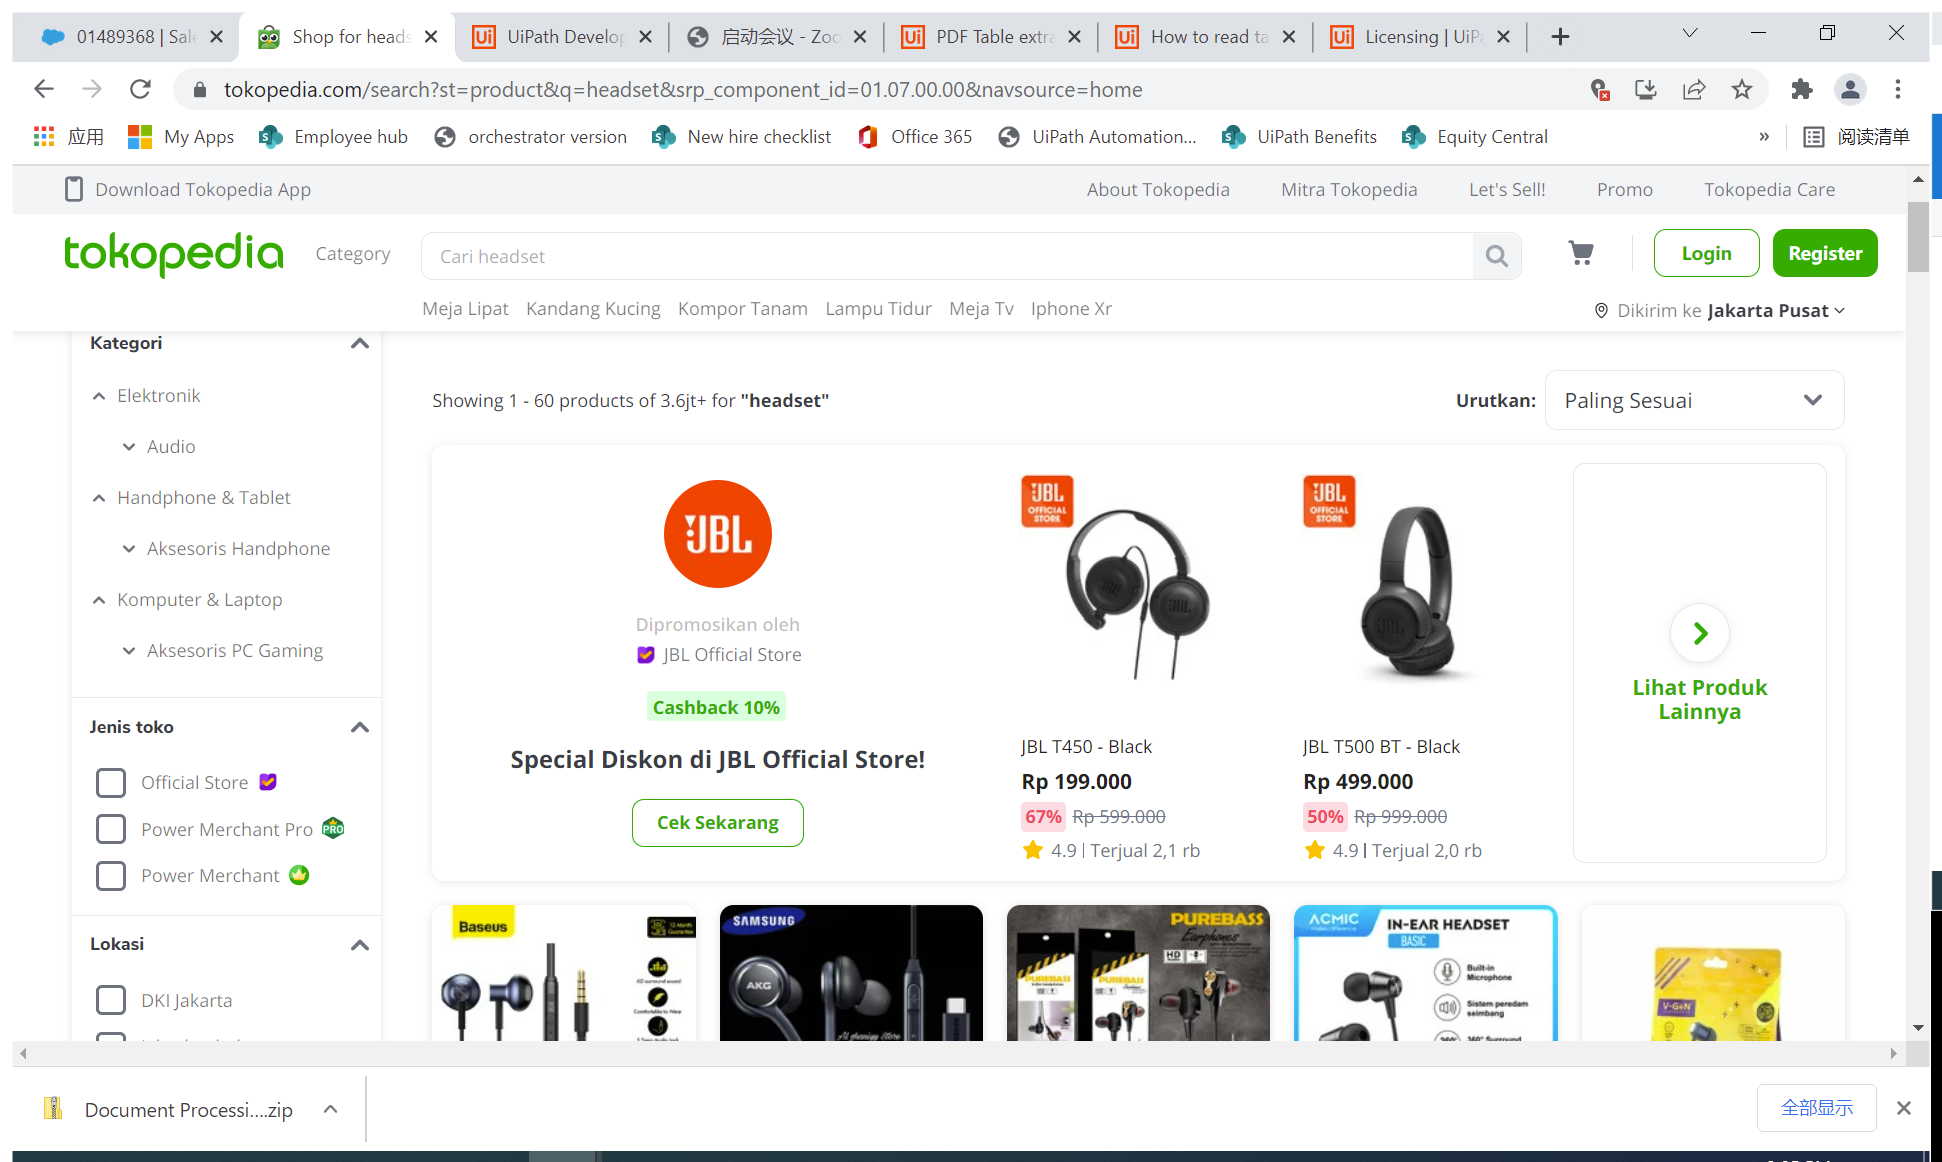 01489368 | Sale
Shop for heads
UiPath Develop
启动会议 - Zoo
PDF Table extra
How to read ta
Licensing | UiPa
tokopedia.com/search?st=product&q=headset&srp_component_id=01.07.00.00&navsource=home
应用
My Apps
Employee hub
orchestrator version
New hire checklist
Office 365
UiPath Automation...
UiPath Benefits
Equity Central
»
阅读清单
Download Tokopedia App
About Tokopedia
Mitra Tokopedia
Let's Sell!
Promo
Tokopedia Care
tokopedia
Category
Cari headset
Login
Register
Meja Lipat
Kandang Kucing
Kompor Tanam
Lampu Tidur
Meja Tv
Iphone Xr
Dikirim ke Jakarta Pusat
Kategori
Elektronik
Audio
Handphone & Tablet
Aksesoris Handphone
Komputer & Laptop
Aksesoris PC Gaming
Jenis toko
Official Store
Power Merchant Pro PRO
Power Merchant
Lokasi
DKI Jakarta
Showing 1 - 60 products of 3.6jt+ for "headset"
Urutkan:
Paling Sesuai
JBL
Dipromosikan oleh
JBL Official Store
Cashback 10%
Special Diskon di JBL Official Store!
Cek Sekarang
JBL
OFFICIAL
STORE
JBL T450 - Black
Rp 199.000
67% Rp 599.000
4.9 | Terjual 2,1 rb
JBL
OFFICIAL
STORE
JBL T500 BT - Black
Rp 499.000
50% Rp 999.000
4.9 | Terjual 2,0 rb
Lihat Produk
Lainnya
Baseus
SAMSUNG
AKG
PUREBASS
Earphones
HD
PUREBASS
PUREBASS
ACMIC
IN-EAR HEADSET
BASIC
Built-in
Microphone
Sistem peredam
seimbang
360° Surround
V-GeN
Document Processi....zip
全部显示